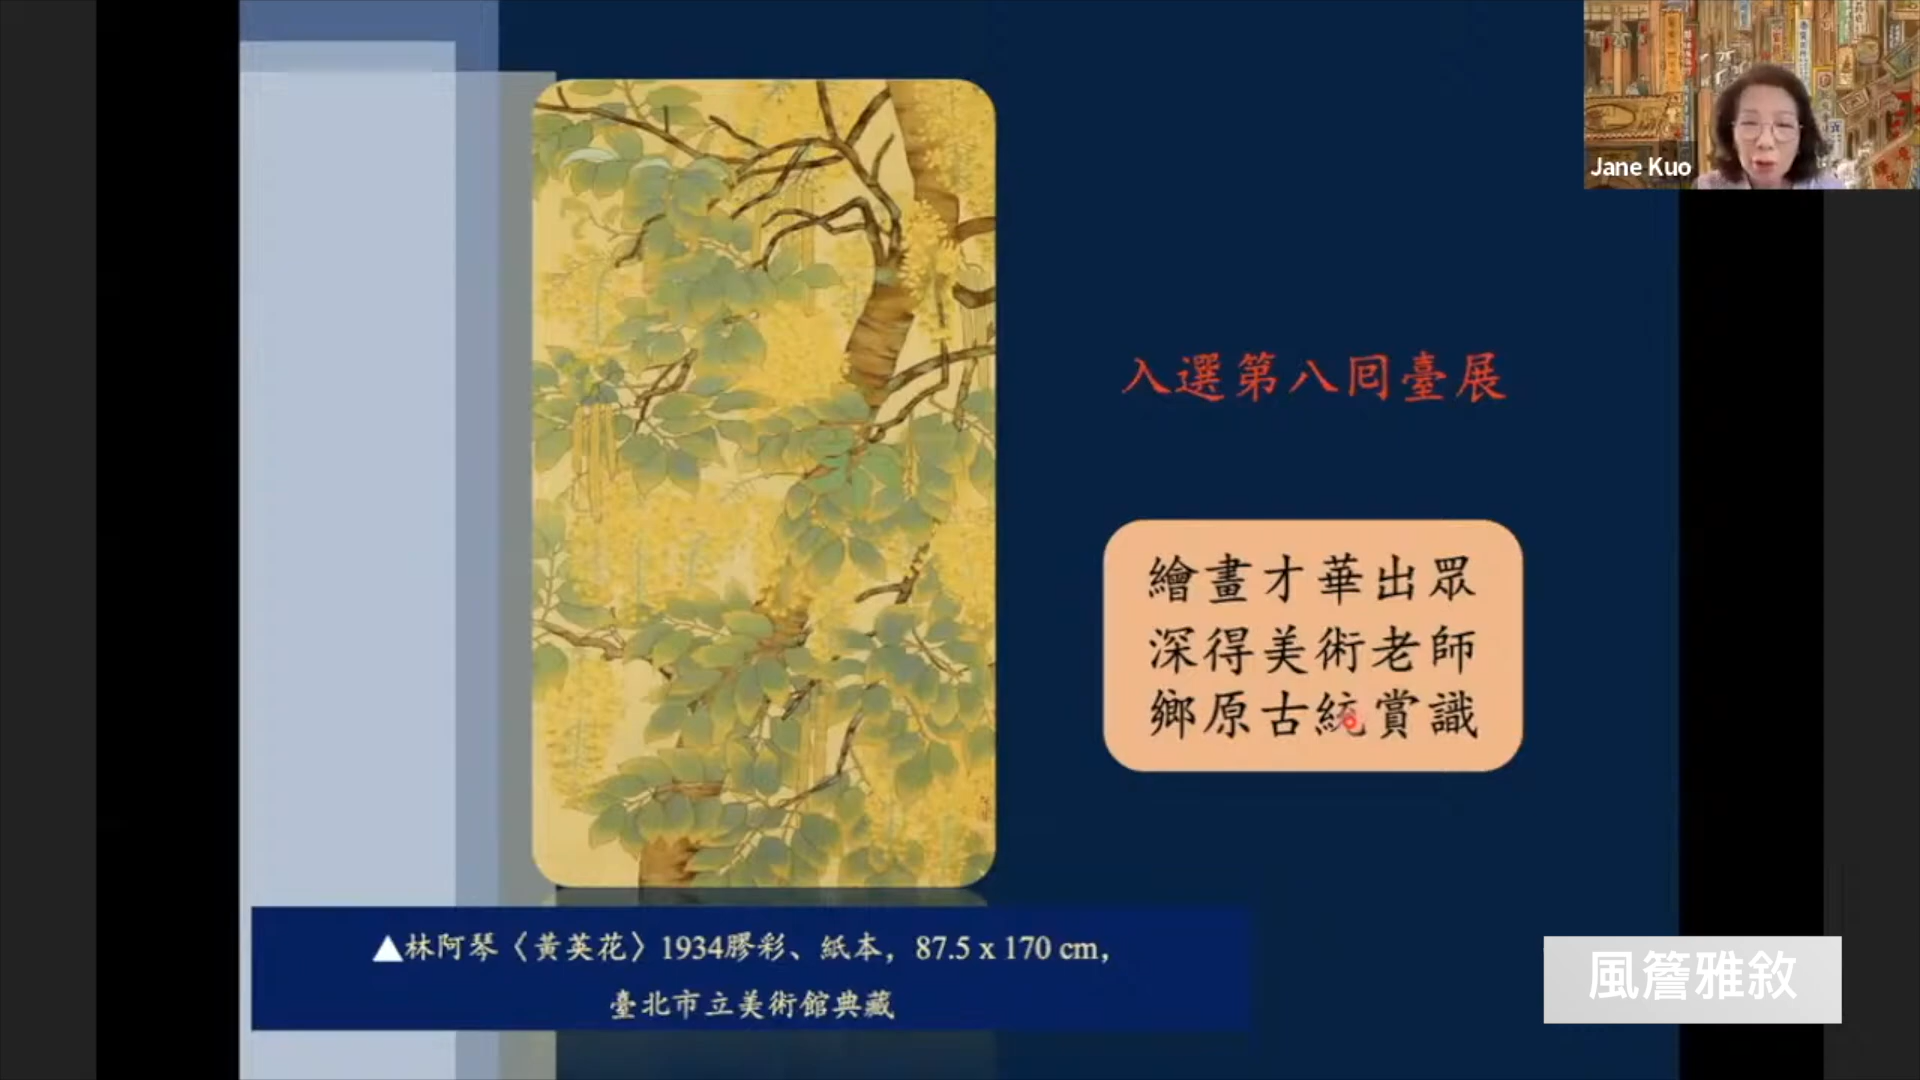 Jane Kuo
入選第八回臺展
繪畫才華出眾
深得美術老師
鄉原古統賞識
▲林阿琴〈黃英花〉1934膠彩、紙本，87.5 x 170 cm，
臺北市立美術館典藏
風簷雅敘